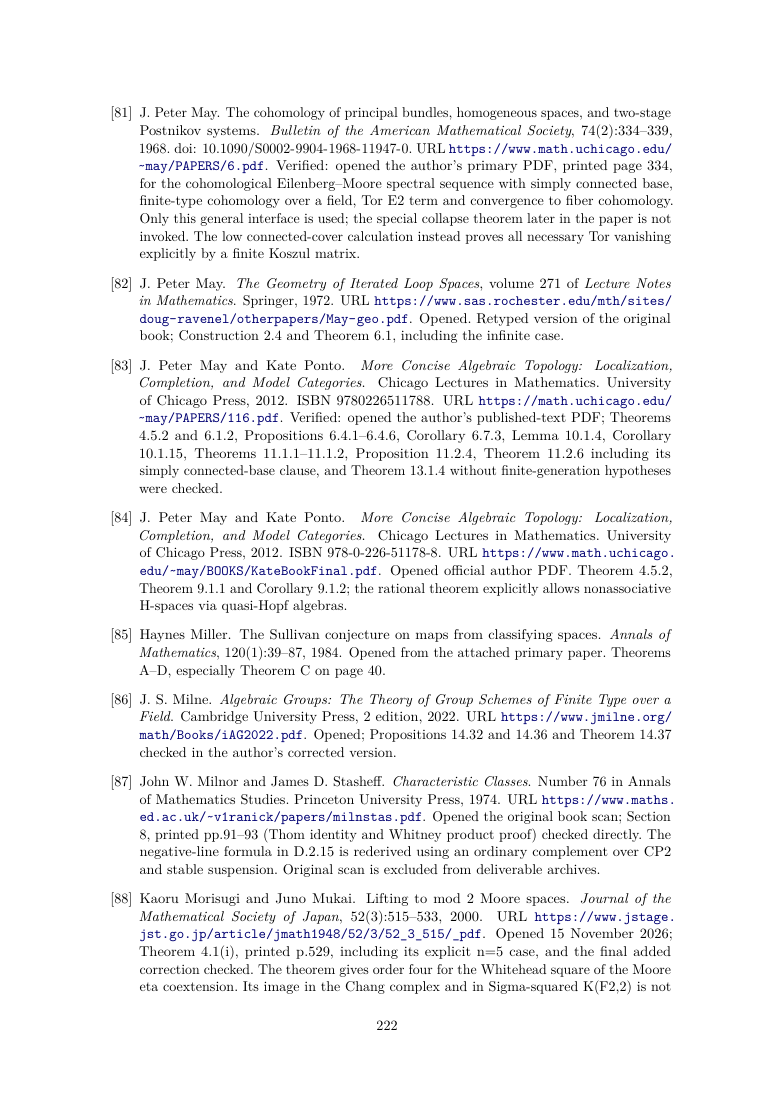 [81] J. Peter May. The cohomology of principal bundles, homogeneous spaces, and two-stage
Postnikov systems. Bulletin of the American Mathematical Society, 74(2):334–339,
1968. doi: 10.1090/S0002-9904-1968-11947-0. URL https://www.math.uchicago.edu/
~may/PAPERS/6.pdf. Verified: opened the author's primary PDF, printed page 334,
for the cohomological Eilenberg–Moore spectral sequence with simply connected base,
finite-type cohomology over a field, Tor E2 term and convergence to fiber cohomology.
Only this general interface is used; the special collapse theorem later in the paper is not
invoked. The low connected-cover calculation instead proves all necessary Tor vanishing
explicitly by a finite Koszul matrix.
[82] J. Peter May. The Geometry of Iterated Loop Spaces, volume 271 of Lecture Notes
in Mathematics. Springer, 1972. URL https://www.sas.rochester.edu/mth/sites/
doug-ravenel/otherpapers/May-geo.pdf. Opened. Retyped version of the original
book; Construction 2.4 and Theorem 6.1, including the infinite case.
[83] J. Peter May and Kate Ponto. More Concise Algebraic Topology: Localization,
Completion, and Model Categories. Chicago Lectures in Mathematics. University
of Chicago Press, 2012. ISBN 9780226511788. URL https://math.uchicago.edu/
~may/PAPERS/116.pdf. Verified: opened the author's published-text PDF; Theorems
4.5.2 and 6.1.2, Propositions 6.4.1–6.4.6, Corollary 6.7.3, Lemma 10.1.4, Corollary
10.1.15, Theorems 11.1.1–11.1.2, Proposition 11.2.4, Theorem 11.2.6 including its
simply connected-base clause, and Theorem 13.1.4 without finite-generation hypotheses
were checked.
[84] J. Peter May and Kate Ponto. More Concise Algebraic Topology: Localization,
Completion, and Model Categories. Chicago Lectures in Mathematics. University
of Chicago Press, 2012. ISBN 978-0-226-51178-8. URL https://www.math.uchicago.
edu/~may/BOOKS/KateBookFinal.pdf. Opened official author PDF. Theorem 4.5.2,
Theorem 9.1.1 and Corollary 9.1.2; the rational theorem explicitly allows nonassociative
H-spaces via quasi-Hopf algebras.
[85] Haynes Miller. The Sullivan conjecture on maps from classifying spaces. Annals of
Mathematics, 120(1):39–87, 1984. Opened from the attached primary paper. Theorems
A–D, especially Theorem C on page 40.
[86] J. S. Milne. Algebraic Groups: The Theory of Group Schemes of Finite Type over a
Field. Cambridge University Press, 2 edition, 2022. URL https://www.jmilne.org/
math/Books/iAG2022.pdf. Opened; Propositions 14.32 and 14.36 and Theorem 14.37
checked in the author's corrected version.
[87] John W. Milnor and James D. Stasheff. Characteristic Classes. Number 76 in Annals
of Mathematics Studies. Princeton University Press, 1974. URL https://www.maths.
ed.ac.uk/~v1ranick/papers/milnstas.pdf. Opened the original book scan; Section
8, printed pp.91–93 (Thom identity and Whitney product proof) checked directly. The
negative-line formula in D.2.15 is rederived using an ordinary complement over CP2
and stable suspension. Original scan is excluded from deliverable archives.
[88] Kaoru Morisugi and Juno Mukai. Lifting to mod 2 Moore spaces. Journal of the
Mathematical Society of Japan, 52(3):515–533, 2000. URL https://www.jstage.
jst.go.jp/article/jmath1948/52/3/52_3_515/_pdf. Opened 15 November 2026;
Theorem 4.1(i), printed p.529, including its explicit n=5 case, and the final added
correction checked. The theorem gives order four for the Whitehead square of the Moore
eta coextension. Its image in the Chang complex and in Sigma-squared K(F2,2) is not
222